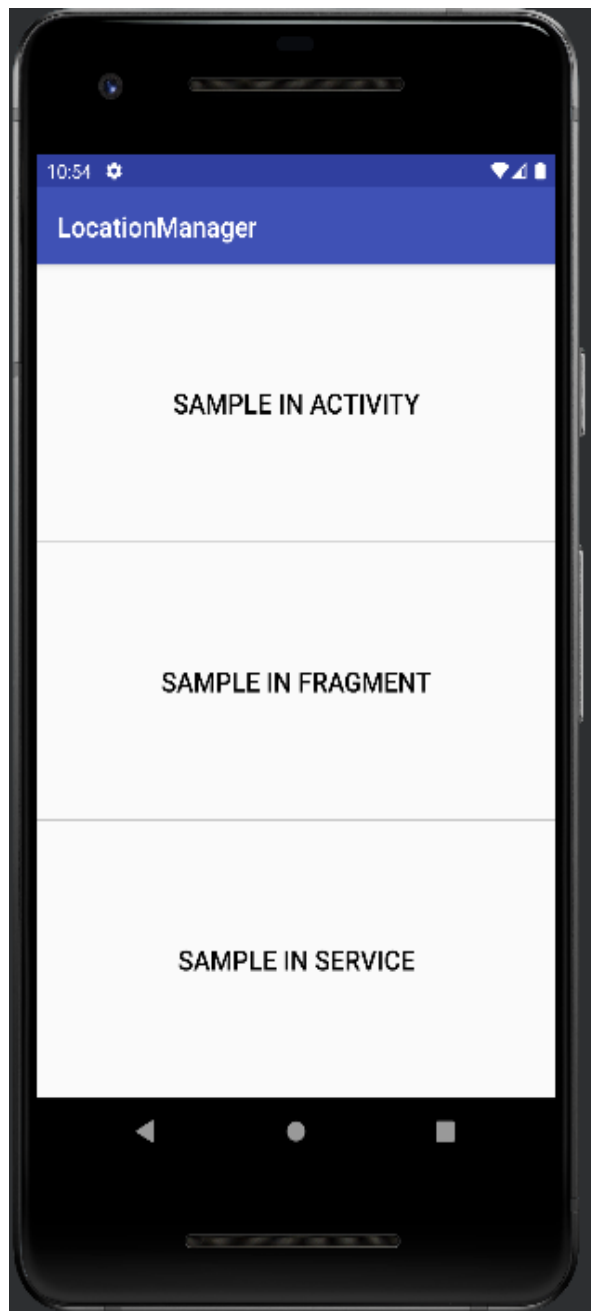 10:54
LocationManager
SAMPLE IN ACTIVITY
SAMPLE IN FRAGMENT
SAMPLE IN SERVICE